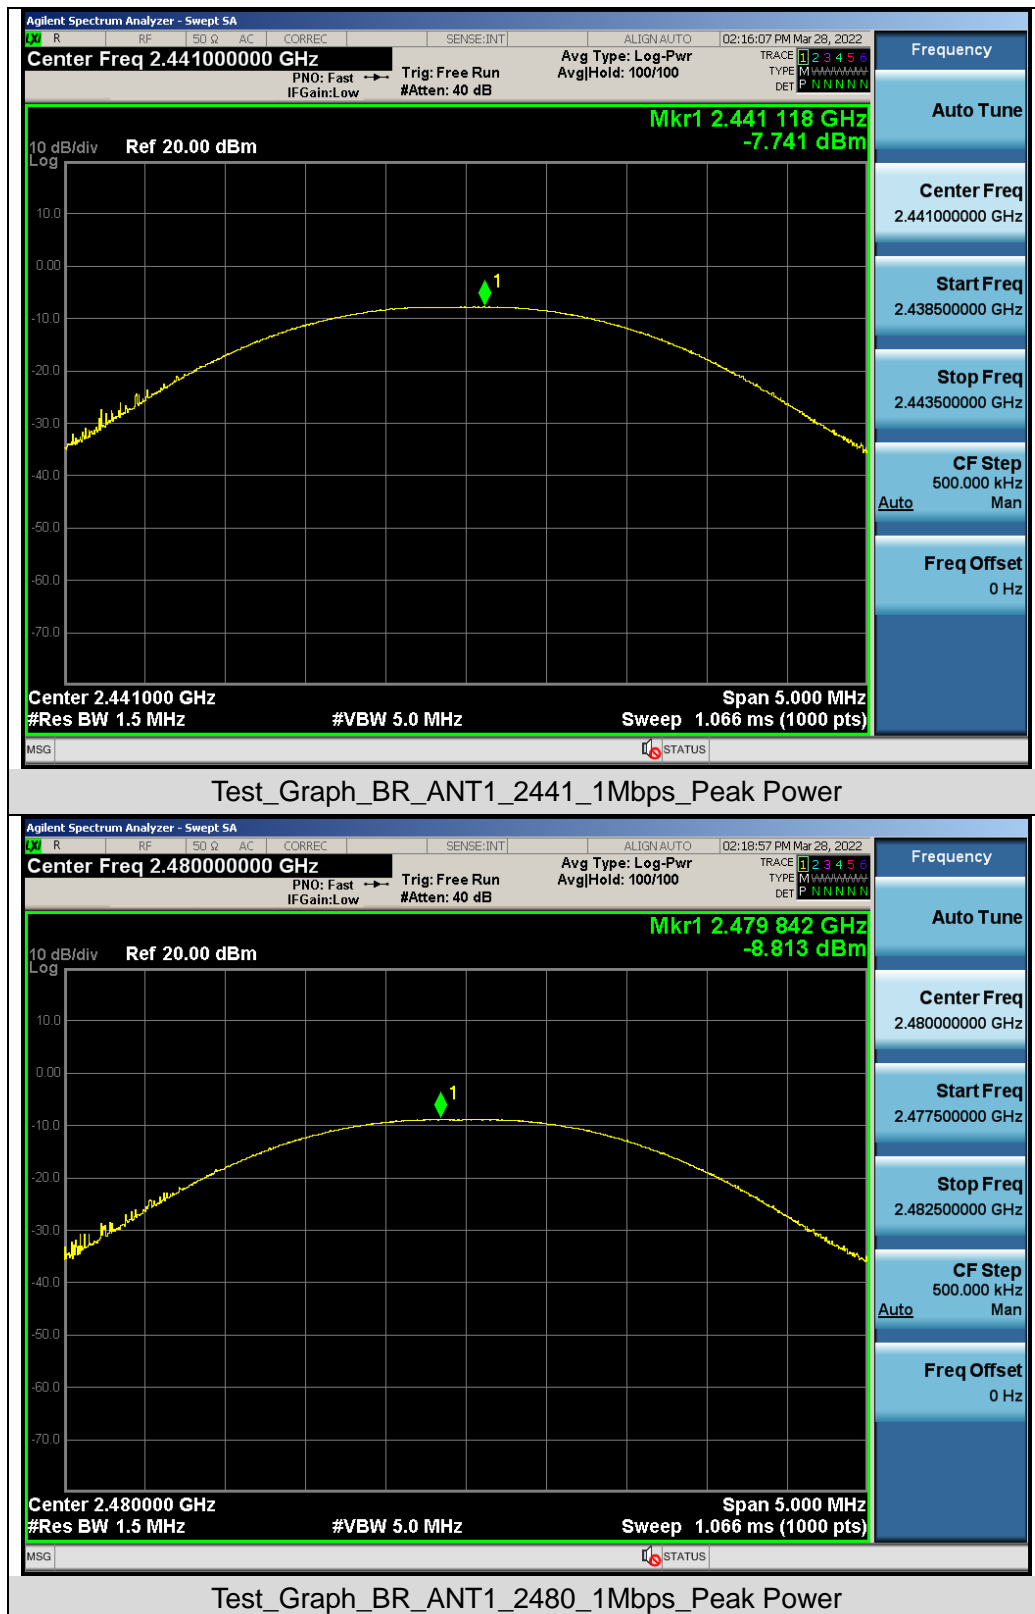 Agilent Spectrum Analyzer - Swept SA
LXI R RF 50 Ω AC CORREC SENSE:INT ALIGN AUTO 02:16:07 PM Mar 28, 2022
Center Freq 2.441000000 GHz
PNO: Fast
IFGain:Low
Trig: Free Run
#Atten: 40 dB
Avg Type: Log-Pwr
Avg|Hold: 100/100
TRACE 1 2 3 4 5 6
TYPE M
DET P N N N N N
Mkr1 2.441 118 GHz
-7.741 dBm
10 dB/div
Log
Ref 20.00 dBm
1
10.0
0.00
-10.0
-20.0
-30.0
-40.0
-50.0
-60.0
-70.0
Center 2.441000 GHz
#Res BW 1.5 MHz
#VBW 5.0 MHz
Span 5.000 MHz
Sweep 1.066 ms (1000 pts)
MSG
STATUS
Frequency
Auto Tune
Center Freq
2.441000000 GHz
Start Freq
2.438500000 GHz
Stop Freq
2.443500000 GHz
CF Step
500.000 kHz
Auto Man
Freq Offset
0 Hz
Test_Graph_BR_ANT1_2441_1Mbps_Peak Power
Agilent Spectrum Analyzer - Swept SA
LXI R RF 50 Ω AC CORREC SENSE:INT ALIGN AUTO 02:18:57 PM Mar 28, 2022
Center Freq 2.480000000 GHz
PNO: Fast
IFGain:Low
Trig: Free Run
#Atten: 40 dB
Avg Type: Log-Pwr
Avg|Hold: 100/100
TRACE 1 2 3 4 5 6
TYPE M
DET P N N N N N
Mkr1 2.479 842 GHz
-8.813 dBm
10 dB/div
Log
Ref 20.00 dBm
1
10.0
0.00
-10.0
-20.0
-30.0
-40.0
-50.0
-60.0
-70.0
Center 2.480000 GHz
#Res BW 1.5 MHz
#VBW 5.0 MHz
Span 5.000 MHz
Sweep 1.066 ms (1000 pts)
MSG
STATUS
Frequency
Auto Tune
Center Freq
2.480000000 GHz
Start Freq
2.477500000 GHz
Stop Freq
2.482500000 GHz
CF Step
500.000 kHz
Auto Man
Freq Offset
0 Hz
Test_Graph_BR_ANT1_2480_1Mbps_Peak Power